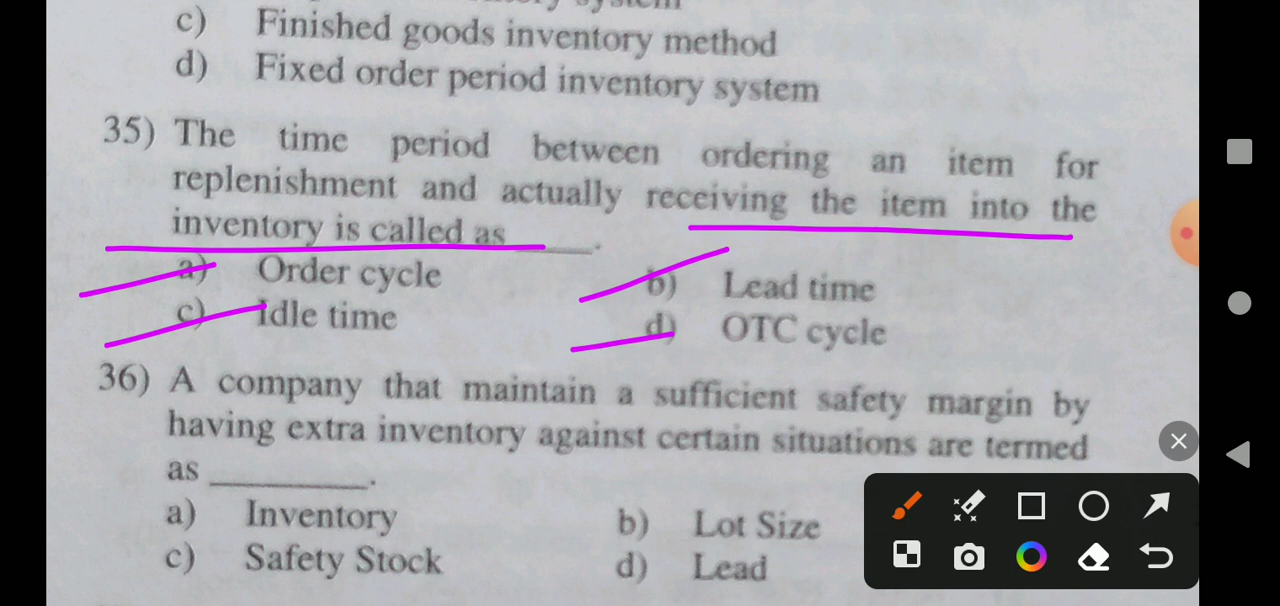 c) Finished goods inventory method
d) Fixed order period inventory system
35) The time period between ordering an item for
replenishment and actually receiving the item into the
inventory is called as ____.
a) Order cycle b) Lead time
c) Idle time d) OTC cycle
36) A company that maintain a sufficient safety margin by
having extra inventory against certain situations are termed
as ________.
a) Inventory b) Lot Size
c) Safety Stock d) Lead